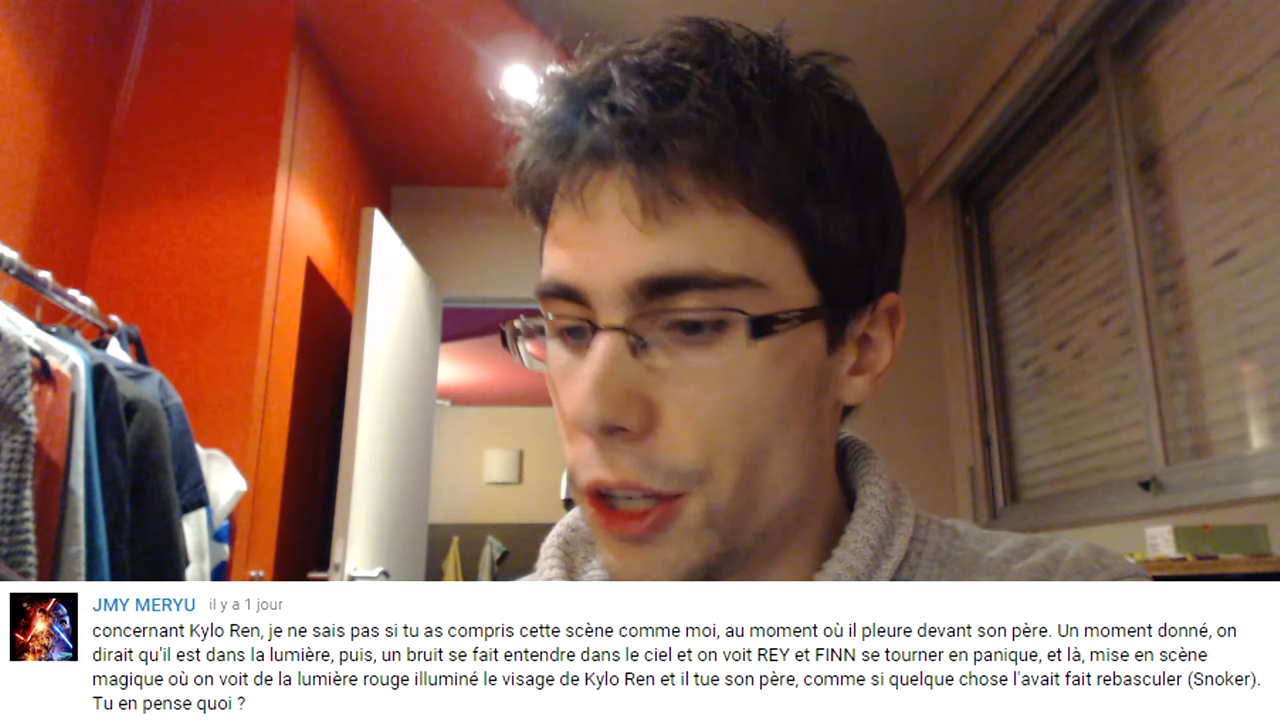 JMY MERYU il y a 1 jour
concernant Kylo Ren, je ne sais pas si tu as compris cette scène comme moi, au moment où il pleure devant son père. Un moment donné, on
dirait qu'il est dans la lumière, puis, un bruit se fait entendre dans le ciel et on voit REY et FINN se tourner en panique, et là, mise en scène
magique où on voit de la lumière rouge illuminé le visage de Kylo Ren et il tue son père, comme si quelque chose l'avait fait rebasculer (Snoker).
Tu en pense quoi ?